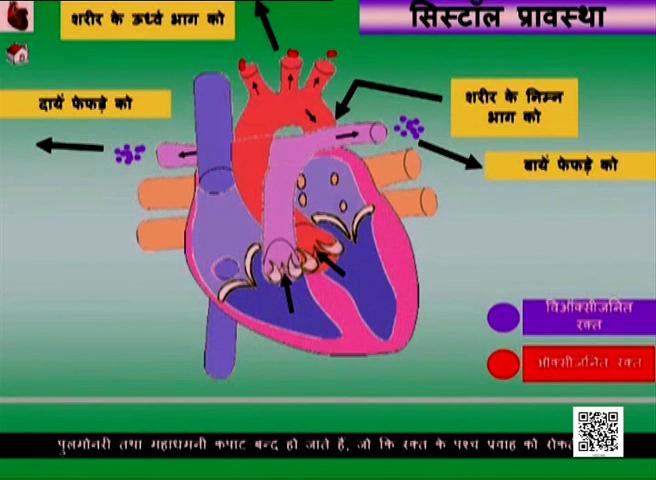 सिस्टॉल प्रावस्था
शरीर के ऊर्ध्व भाग को
दायें फेफड़े को
शरीर के निम्न
भाग को
बायें फेफड़े को
विऑक्सीजनित
रक्त
ऑक्सीजनित रक्त
पुलमोनरी तथा महाधमनी कपाट बन्द हो जाते हैं, जो कि रक्त के पश्च प्रवाह को रोकते